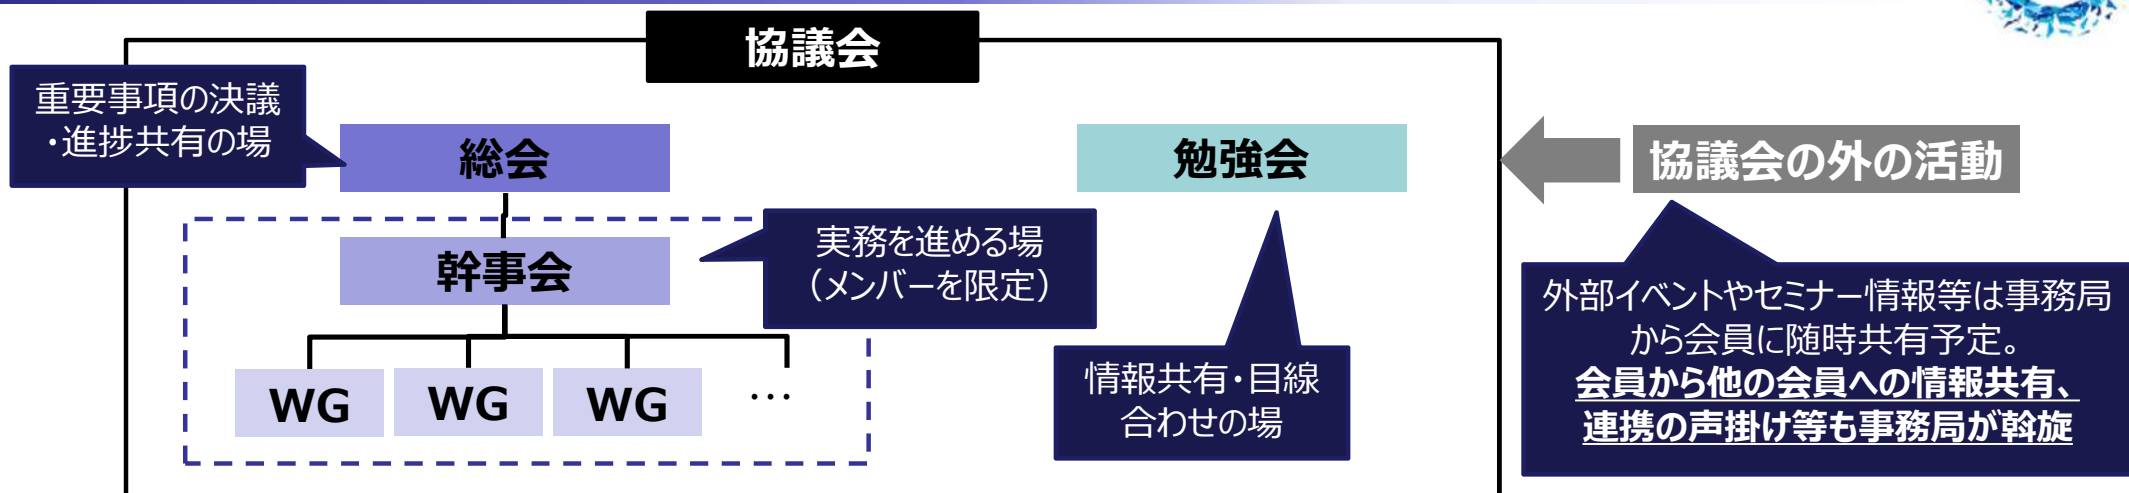 協議会
重要事項の決議
・進捗共有の場
総会
勉強会
協議会の外の活動
幹事会
実務を進める場
（メンバーを限定）
WG
WG
WG
…
情報共有・目線
合わせの場
外部イベントやセミナー情報等は事務局
から会員に随時共有予定。
会員から他の会員への情報共有、
連携の声掛け等も事務局が斡旋